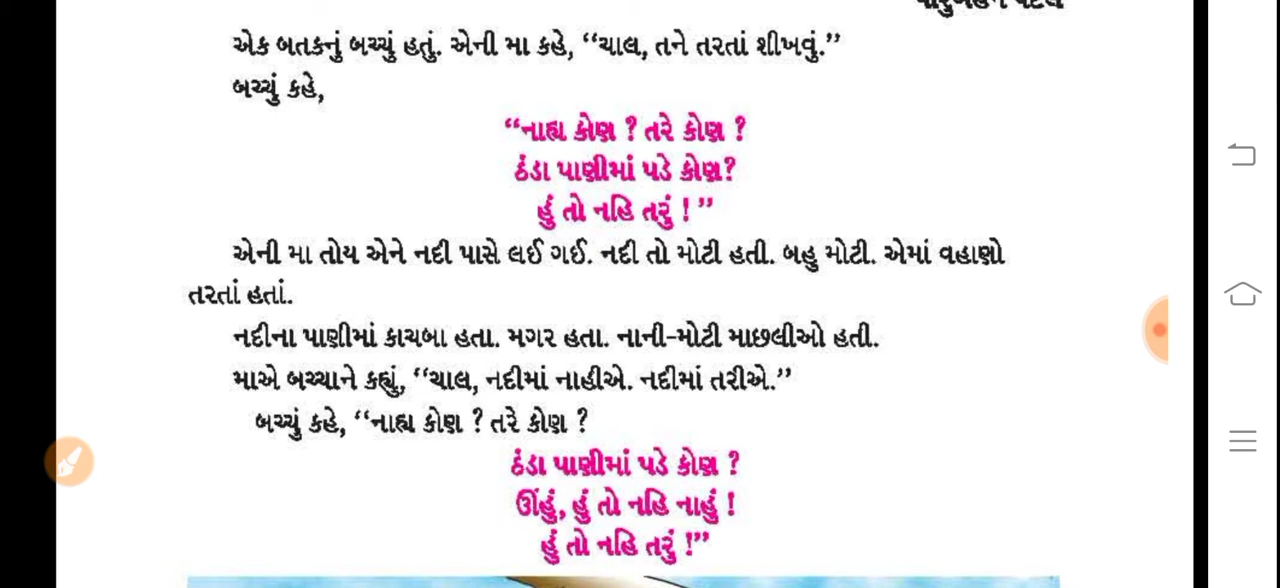 એક બતકનું બચ્ચું હતું. એની મા કહે, “ચાલ, તને તરતાં શીખવું.”
બચ્ચું કહે,
“નાહ્ય કોણ ? તરે કોણ ?
ઠંડા પાણીમાં પડે કોણ?
હું તો નહિ તરું ! ”
એની મા તોય એને નદી પાસે લઈ ગઈ. નદી તો મોટી હતી. બહુ મોટી. એમાં વહાણો
તરતાં હતાં.
નદીના પાણીમાં કાચબા હતા. મગર હતા. નાની-મોટી માછલીઓ હતી.
માએ બચ્ચાને કહ્યું, “ચાલ, નદીમાં નાહીએ. નદીમાં તરીએ.”
બચ્ચું કહે, “નાહ્ય કોણ ? તરે કોણ ?
ઠંડા પાણીમાં પડે કોણ ?
ઊંહું, હું તો નહિ નાહું !
હું તો નહિ તરું !”